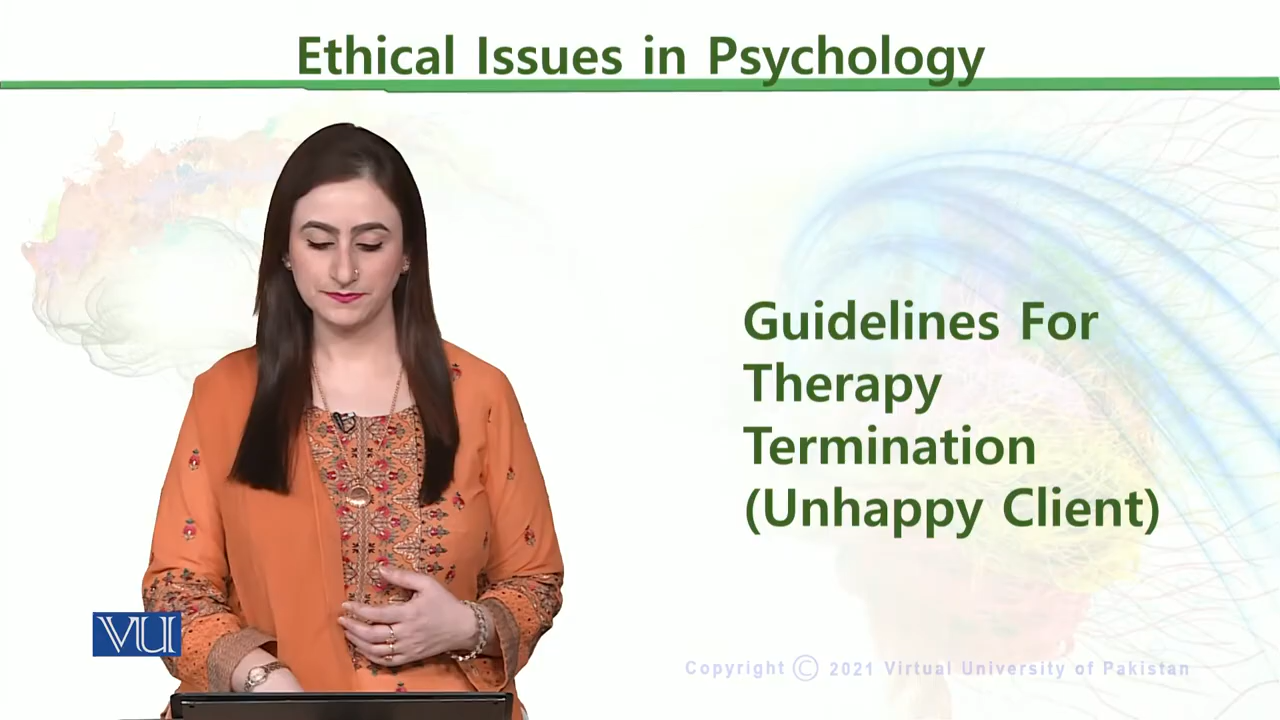 Ethical Issues in Psychology
Guidelines For
Therapy
Termination
(Unhappy Client)
VU
Copyright © 2021 Virtual University of Pakistan